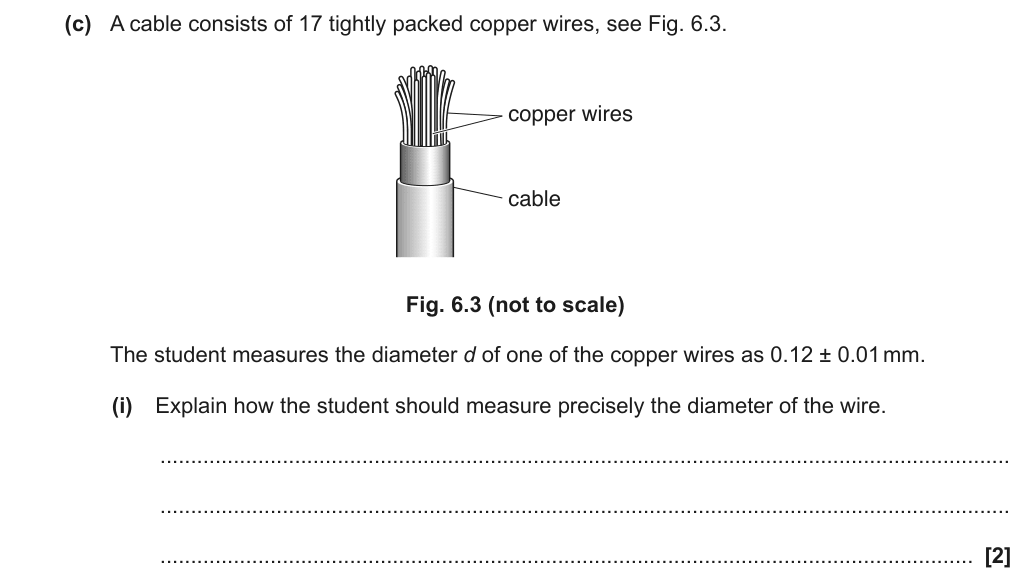 (c) A cable consists of 17 tightly packed copper wires, see Fig. 6.3.
copper wires
cable
Fig. 6.3 (not to scale)
The student measures the diameter d of one of the copper wires as 0.12 ± 0.01 mm.
(i) Explain how the student should measure precisely the diameter of the wire.
[2]